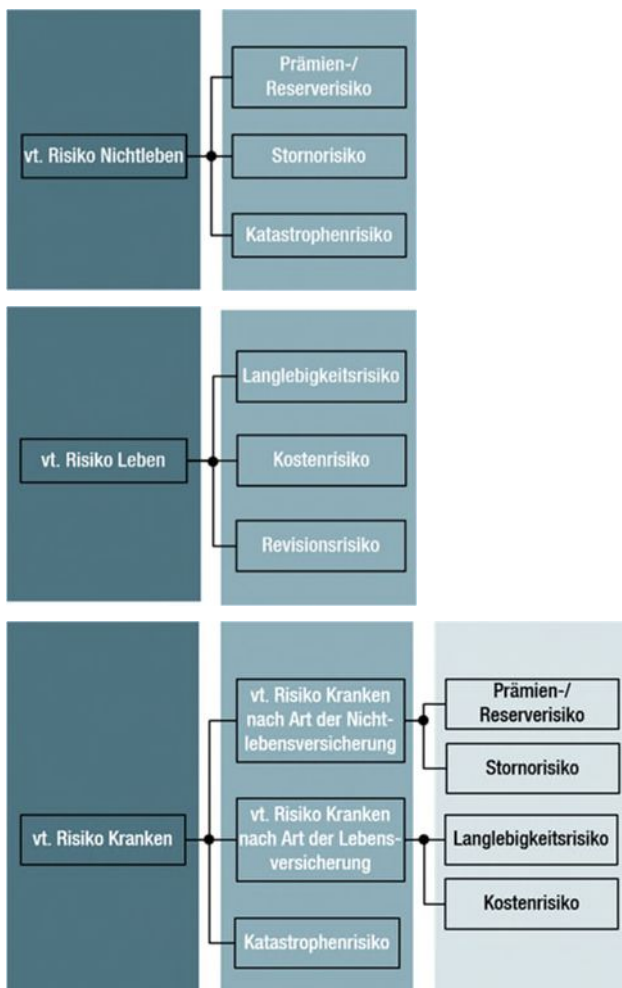 vt. Risiko Nichtleben
Prämien-/
Reserverisiko
Stornorisiko
Katastrophenrisiko
vt. Risiko Leben
Langlebigkeitsrisiko
Kostenrisiko
Revisionsrisiko
vt. Risiko Kranken
vt. Risiko Kranken
nach Art der Nicht-
lebensversicherung
Prämien-/
Reserverisiko
Stornorisiko
vt. Risiko Kranken
nach Art der Lebens-
versicherung
Langlebigkeitsrisiko
Kostenrisiko
Katastrophenrisiko